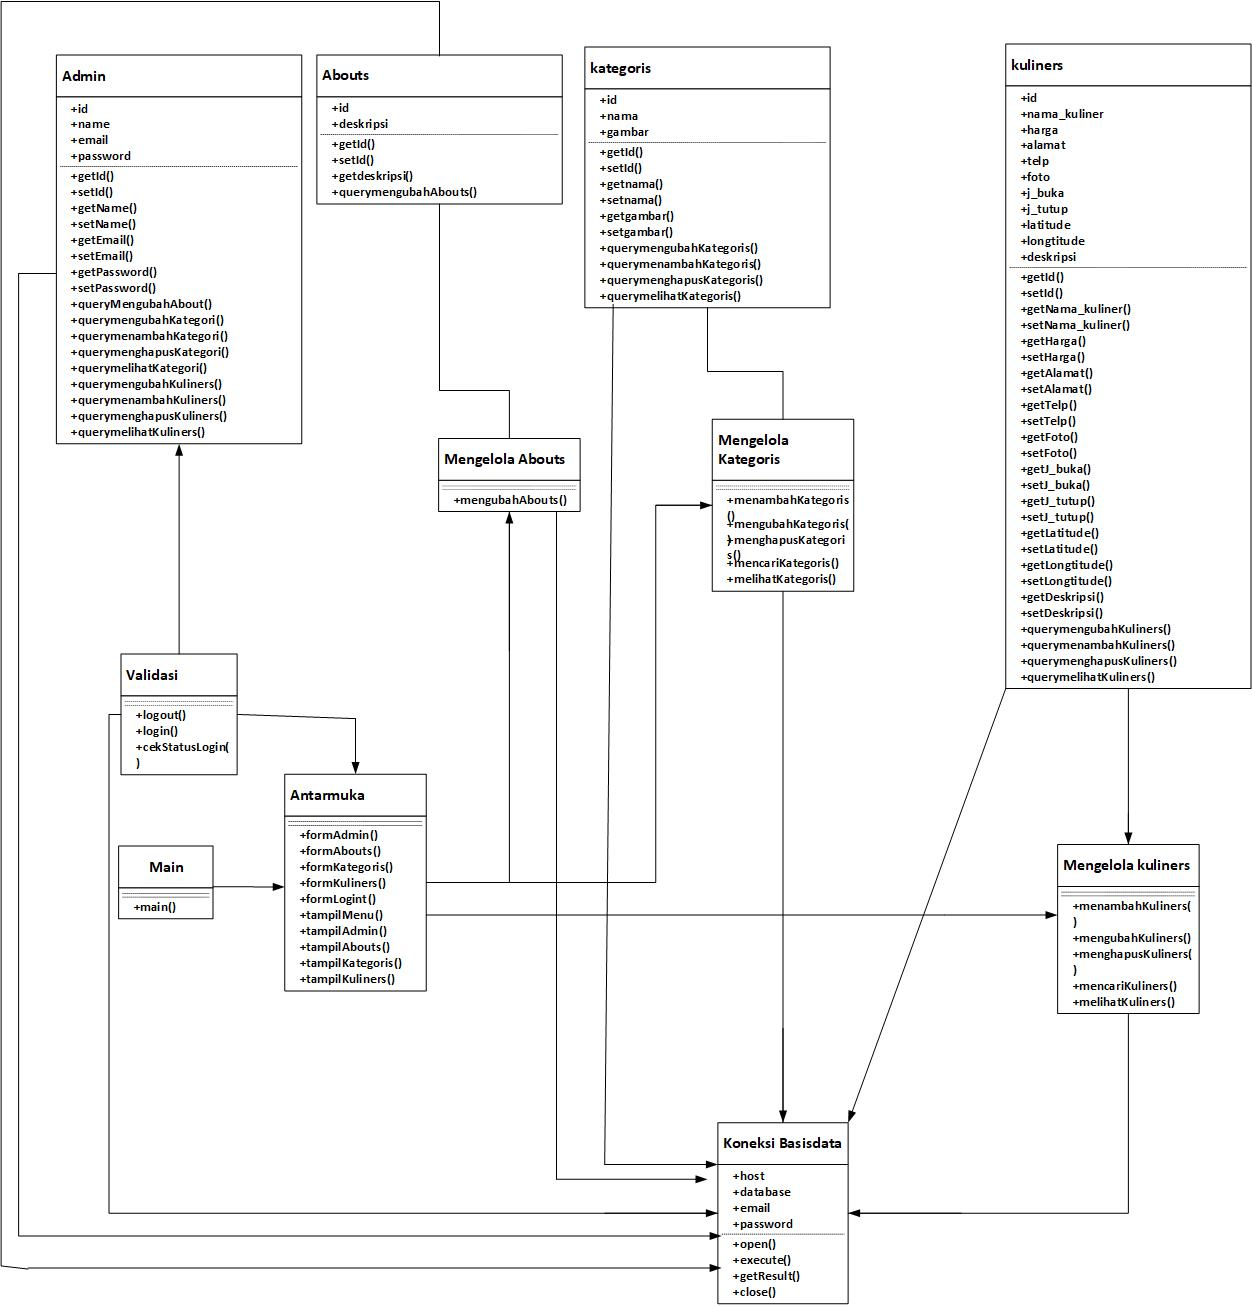 Admin
+id
+name
+email
+password
+getId()
+setId()
+getName()
+setName()
+getEmail()
+setEmail()
+getPassword()
+setPassword()
+queryMengubahAbout()
+querymengubahKategori()
+querymenambahKategori()
+querymenghapusKategori()
+querymelihatKategori()
+querymengubahKuliners()
+querymenambahKuliners()
+querymenghapusKuliners()
+querymelihatKuliners()
Abouts
+id
+deskripsi
+getId()
+setId()
+getdeskripsi()
+querymengubahAbouts()
kategoris
+id
+nama
+gambar
+getId()
+setId()
+getnama()
+setnama()
+getgambar()
+setgambar()
+querymengubahKategoris()
+querymenambahKategoris()
+querymenghapusKategoris()
+querymelihatKategoris()
kuliners
+id
+nama_kuliner
+harga
+alamat
+telp
+foto
+j_buka
+j_tutup
+latitude
+longtitude
+deskripsi
+getId()
+setId()
+getNama_kuliner()
+setNama_kuliner()
+getHarga()
+setHarga()
+getAlamat()
+setAlamat()
+getTelp()
+setTelp()
+getFoto()
+setFoto()
+getJ_buka()
+setJ_buka()
+getJ_tutup()
+setJ_tutup()
+getLatitude()
+setLatitude()
+getLongtitude()
+setLongtitude()
+getDeskripsi()
+setDeskripsi()
+querymengubahKuliners()
+querymenambahKuliners()
+querymenghapusKuliners()
+querymelihatKuliners()
Mengelola Abouts
+mengubahAbouts()
Mengelola
Kategoris
+menambahKategoris
()
+mengubahKategoris(
)
+menghapusKategori
s()
+mencariKategoris()
+melihatKategoris()
Validasi
+logout()
+login()
+cekStatusLogin(
)
Antarmuka
+formAdmin()
+formAbouts()
+formKategoris()
+formKuliners()
+formLogint()
+tampilMenu()
+tampilAdmin()
+tampilAbouts()
+tampilKategoris()
+tampilKuliners()
Main
+main()
Mengelola kuliners
+menambahKuliners(
)
+mengubahKuliners()
+menghapusKuliners(
)
+mencariKuliners()
+melihatKuliners()
Koneksi Basisdata
+host
+database
+email
+password
+open()
+execute()
+getResult()
+close()